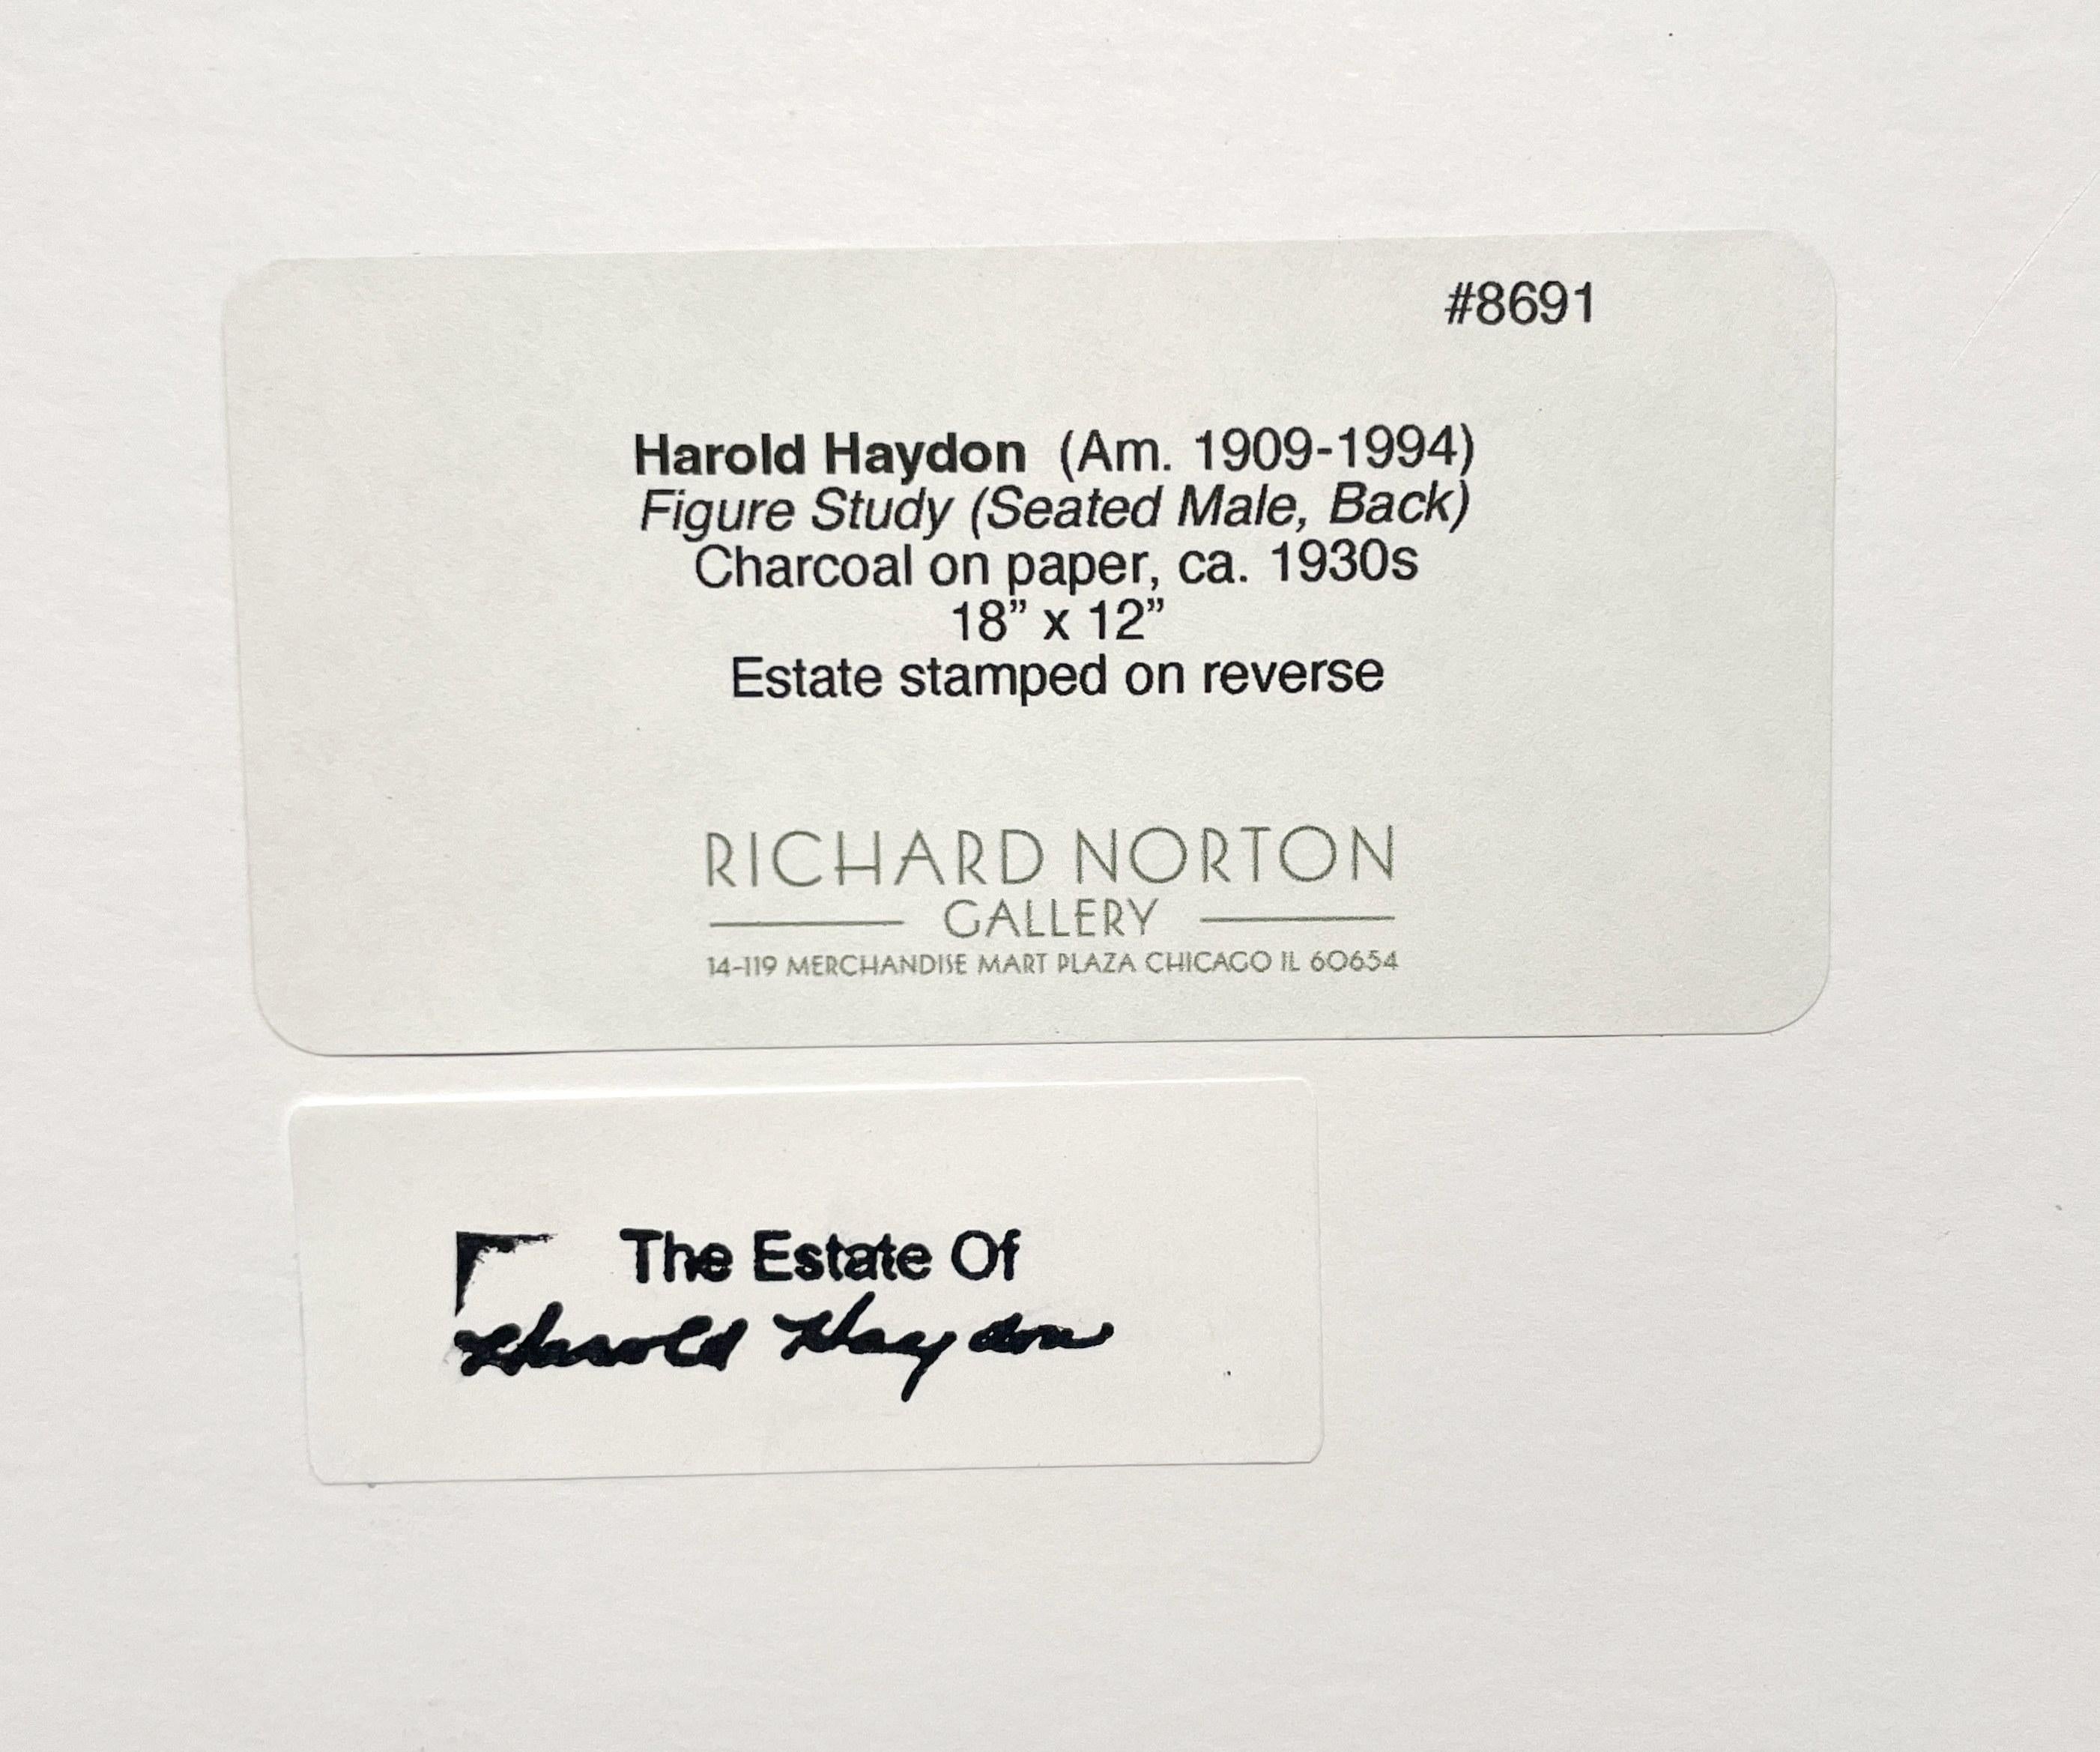 #8691
Harold Haydon (Am. 1909-1994)
Figure Study (Seated Male, Back)
Charcoal on paper, ca. 1930s
18” x 12”
Estate stamped on reverse
RICHARD NORTON
GALLERY
14-119 MERCHANDISE MART PLAZA CHICAGO IL 60654
The Estate Of
Harold Haydon